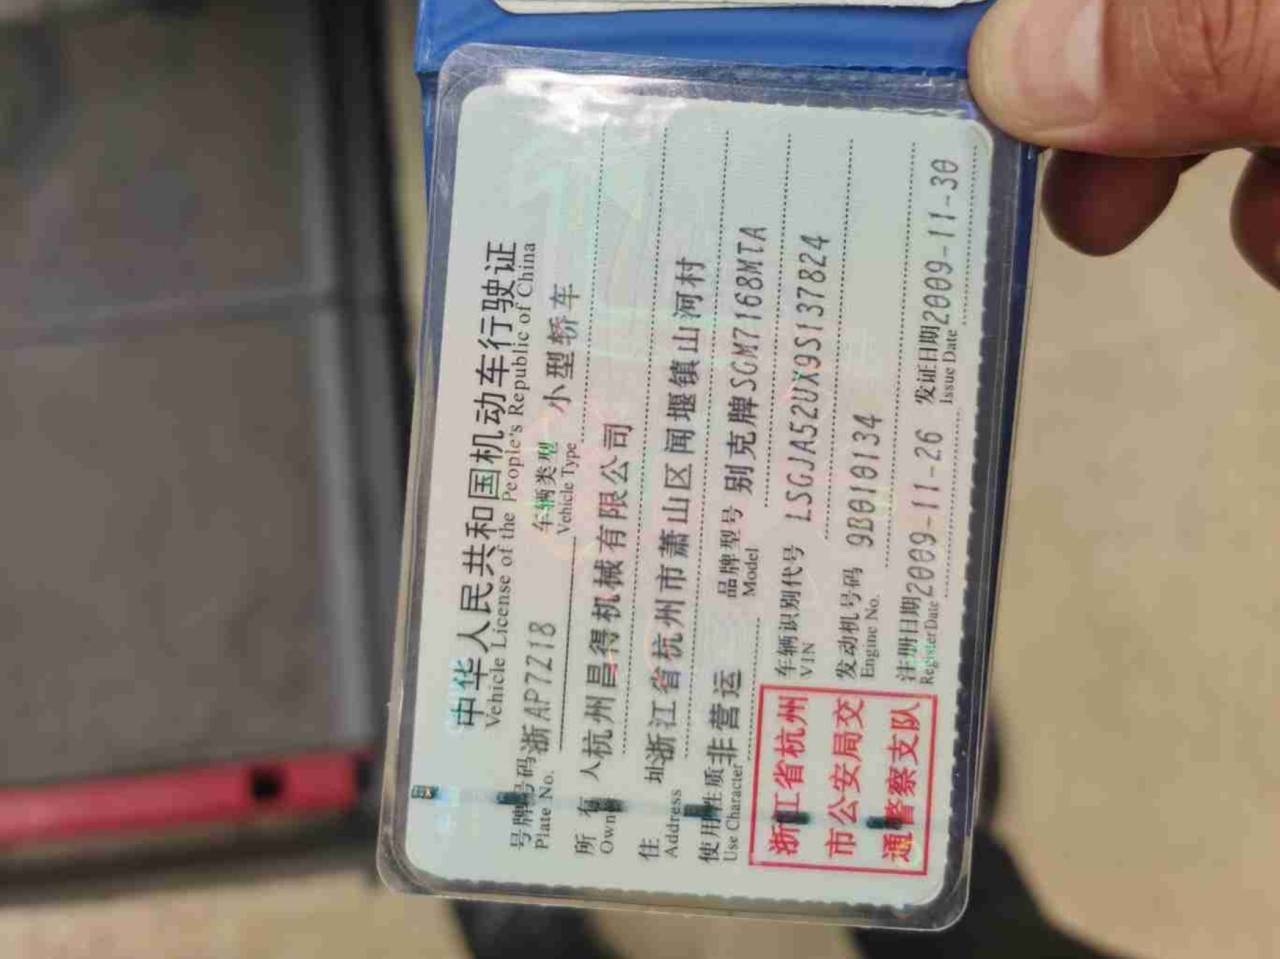 中华人民共和国机动车行驶证
Vehicle License of the People's Republic of China
号牌号码 浙AP7Z18 车辆类型 小型轿车
Plate No. Vehicle Type
所有人 杭州昌得机械有限公司
Owner
住址 浙江省杭州市萧山区闻堰镇山河村
Address
使用性质 非营运 品牌型号 别克牌SGM7168MTA
Use Character Model
浙江省杭州
市公安局交
通警察支队
车辆识别代号 LSGJA52UX9S137824
VIN
发动机号码 9B010134
Engine No.
注册日期 2009-11-26 发证日期 2009-11-30
Register Date Issue Date